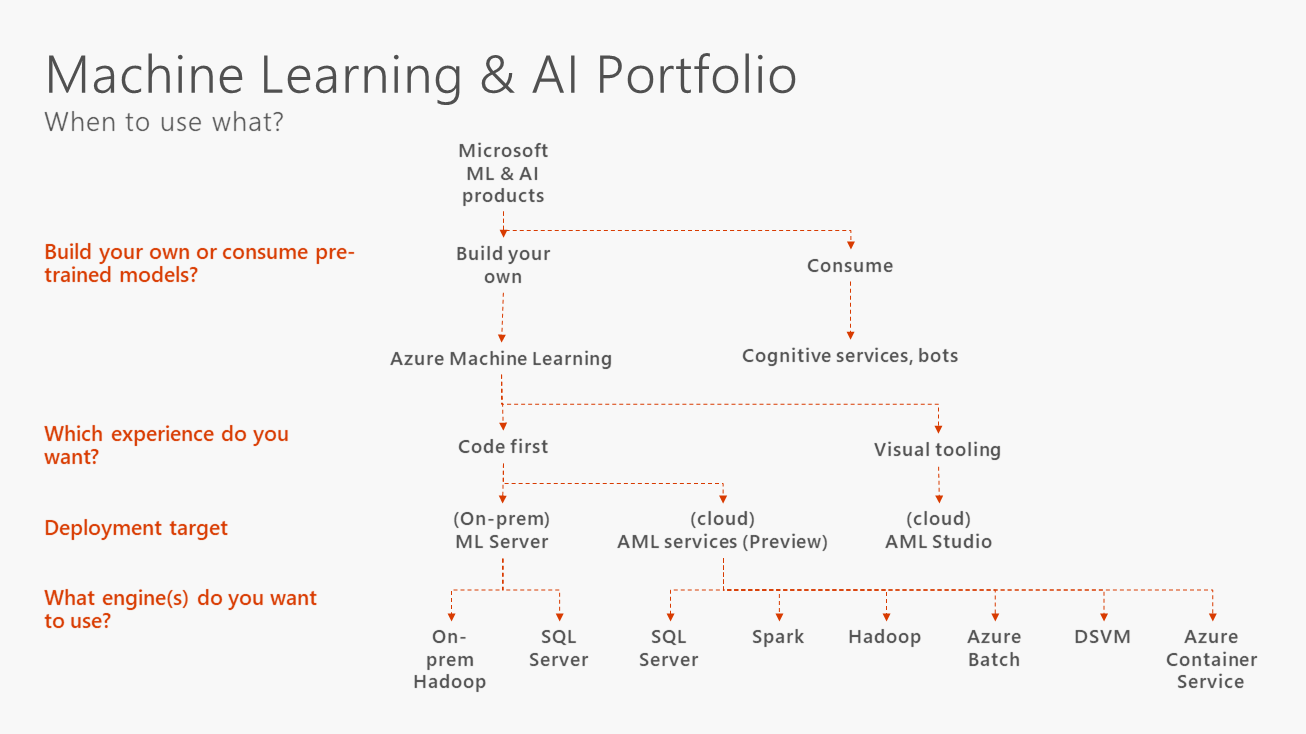 Machine Learning & AI Portfolio
When to use what?
Microsoft
ML & AI
products
Build your own or consume pre-
trained models?
Build your
own
Consume
Azure Machine Learning
Cognitive services, bots
Which experience do you
want?
Code first
Visual tooling
Deployment target
(On-prem)
ML Server
(cloud)
AML services (Preview)
(cloud)
AML Studio
What engine(s) do you want
to use?
On-
prem
Hadoop
SQL
Server
SQL
Server
Spark
Hadoop
Azure
Batch
DSVM
Azure
Container
Service